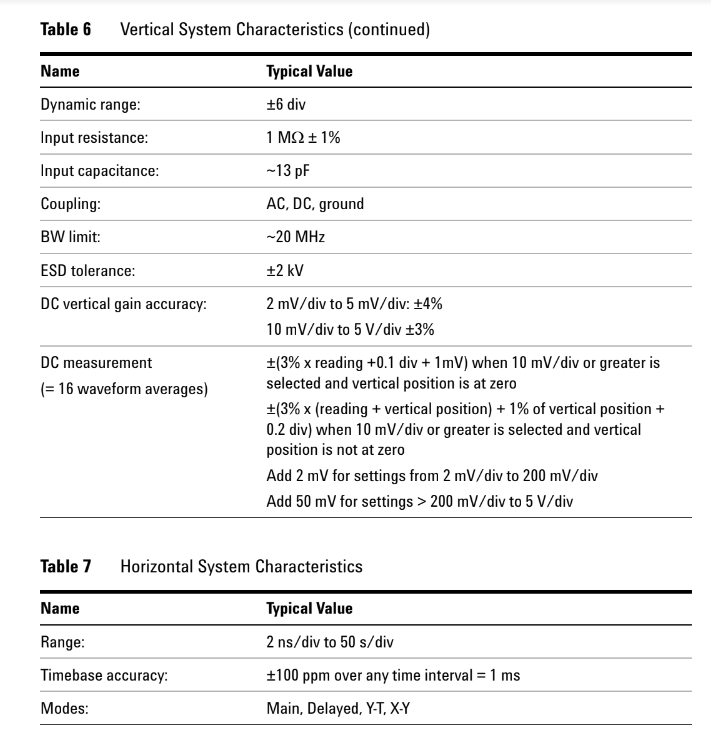 Table 6 Vertical System Characteristics (continued)
Name Typical Value
Dynamic range: ±6 div
Input resistance: 1 MΩ ± 1%
Input capacitance: ~13 pF
Coupling: AC, DC, ground
BW limit: ~20 MHz
ESD tolerance: ±2 kV
DC vertical gain accuracy: 2 mV/div to 5 mV/div: ±4%
10 mV/div to 5 V/div ±3%
DC measurement
(= 16 waveform averages)
±(3% x reading +0.1 div + 1mV) when 10 mV/div or greater is
selected and vertical position is at zero
±(3% x (reading + vertical position) + 1% of vertical position +
0.2 div) when 10 mV/div or greater is selected and vertical
position is not at zero
Add 2 mV for settings from 2 mV/div to 200 mV/div
Add 50 mV for settings > 200 mV/div to 5 V/div
Table 7 Horizontal System Characteristics
Name Typical Value
Range: 2 ns/div to 50 s/div
Timebase accuracy: ±100 ppm over any time interval = 1 ms
Modes: Main, Delayed, Y-T, X-Y